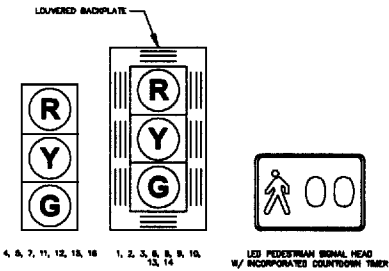 LOUVERED BACKPLATE
R
Y
G
R
Y
G
00
4, 5, 7, 11, 12, 15, 16
1, 2, 3, 6, 8, 9, 10,
13, 14
LED PEDESTRIAN SIGNAL HEAD
W/ INCORPORATED COUNTDOWN TIMER